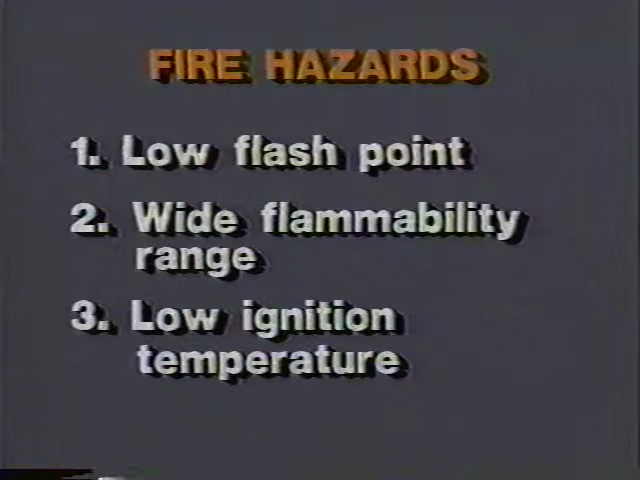 FIRE HAZARDS
1. Low flash point
2. Wide flammability
range
3. Low ignition
temperature